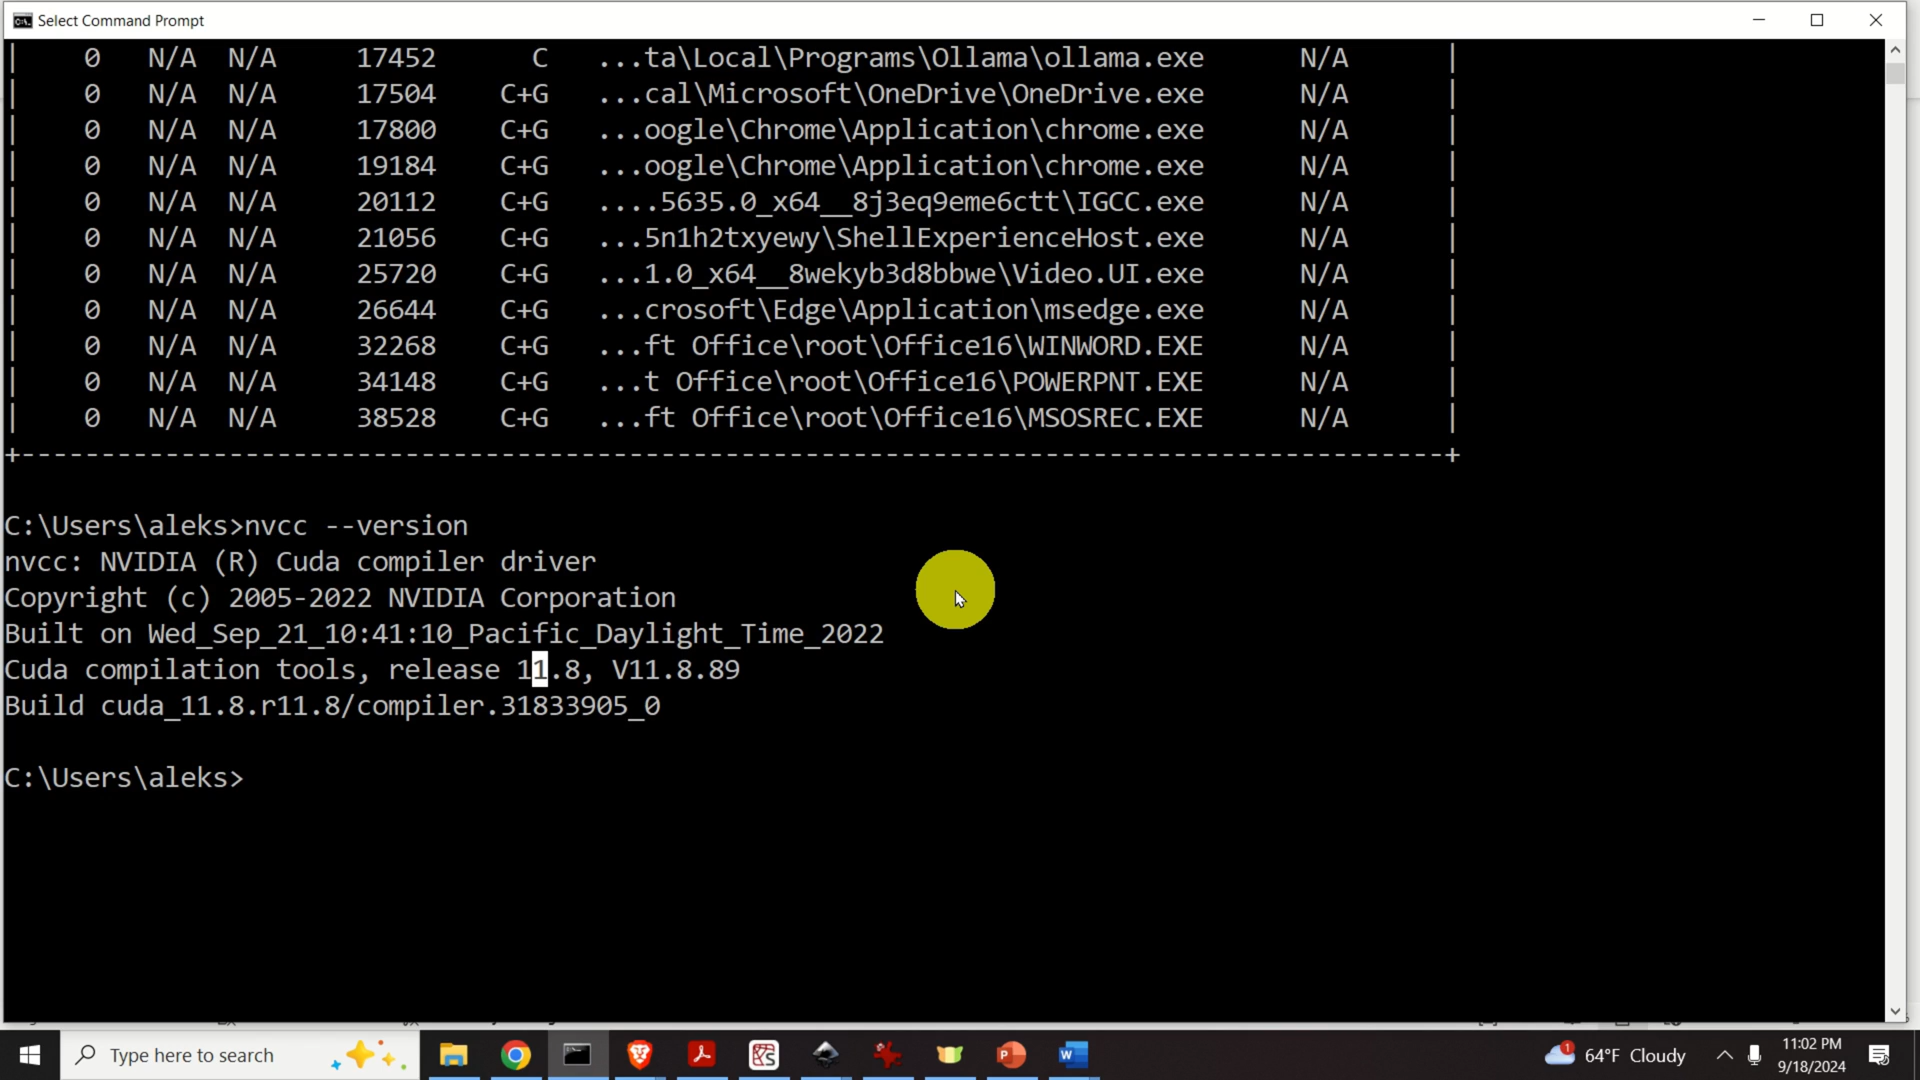 Select Command Prompt
| 0 N/A N/A 17452 C ...ta\Local\Programs\Ollama\ollama.exe N/A |
| 0 N/A N/A 17504 C+G ...cal\Microsoft\OneDrive\OneDrive.exe N/A |
| 0 N/A N/A 17800 C+G ...oogle\Chrome\Application\chrome.exe N/A |
| 0 N/A N/A 19184 C+G ...oogle\Chrome\Application\chrome.exe N/A |
| 0 N/A N/A 20112 C+G ....5635.0_x64__8j3eq9eme6ctt\IGCC.exe N/A |
| 0 N/A N/A 21056 C+G ...5n1h2txyewy\ShellExperienceHost.exe N/A |
| 0 N/A N/A 25720 C+G ...1.0_x64__8wekyb3d8bbwe\Video.UI.exe N/A |
| 0 N/A N/A 26644 C+G ...crosoft\Edge\Application\msedge.exe N/A |
| 0 N/A N/A 32268 C+G ...ft Office\root\Office16\WINWORD.EXE N/A |
| 0 N/A N/A 34148 C+G ...t Office\root\Office16\POWERPNT.EXE N/A |
| 0 N/A N/A 38528 C+G ...ft Office\root\Office16\MSOSREC.EXE N/A |
+-----------------------------------------------------------------------------------------+
C:\Users\aleks>nvcc --version
nvcc: NVIDIA (R) Cuda compiler driver
Copyright (c) 2005-2022 NVIDIA Corporation
Built on Wed_Sep_21_10:41:10_Pacific_Daylight_Time_2022
Cuda compilation tools, release 11.8, V11.8.89
Build cuda_11.8.r11.8/compiler.31833905_0
C:\Users\aleks>
Type here to search
1
64°F Cloudy
11:02 PM
9/18/2024